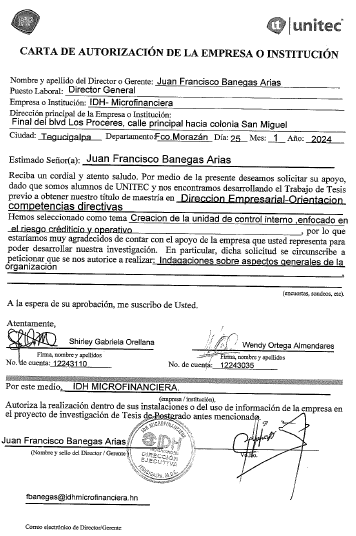 unitec
CARTA DE AUTORIZACIÓN DE LA EMPRESA O INSTITUCIÓN
Nombre y apellido del Director o Gerente: Juan Francisco Banegas Arias
Puesto Laboral: Director General
Empresa o Institución: IDH- Microfinanciera
Dirección principal de la Empresa o Institución:
Final del blvd Los Proceres, calle principal hacia colonia San Miguel
Ciudad: Tegucigalpa Departamento: Fco.Morazán Día: 25 Mes: 1 Año: 2024
Estimado Señor(a): Juan Francisco Banegas Arias
Reciba un cordial y atento saludo. Por medio de la presente deseamos solicitar su apoyo,
dado que somos alumnos de UNITEC y nos encontramos desarrollando el Trabajo de Tesis
previo a obtener nuestro título de maestría en Direccion Empresarial-Orientacion
competencias directivas
Hemos seleccionado como tema Creacion de la unidad de control interno ,enfocado en
el riesgo créditicio y operativo , por lo que
estaríamos muy agradecidos de contar con el apoyo de la empresa que usted representa para
poder desarrollar nuestra investigación. En particular, dicha solicitud se circunscribe a
peticionar que se nos autorice a realizar; Indagaciones sobre aspectos generales de la
organización
(encuestas, sondeos, etc).
A la espera de su aprobación, me suscribo de Usted.
Atentamente,
Shirley Gabriela Orellana Wendy Ortega Almendares
Firma, nombre y apellidos Firma, nombre y apellidos
No. de cuenta: 12243110 No. de cuenta: 12243036
Por este medio, IDH MICROFINANCIERA.
(empresa / institución),
Autoriza la realización dentro de sus instalaciones o del uso de información de la empresa en
el proyecto de investigación de Tesis de Postgrado antes mencionada.
Juan Francisco Banegas Arias
(Nombre y sello del Director / Gerente)
IDH
DIRECCIÓN
EJECUTIVA
fbanegas@idhmicrofinanciera.hn
Correo electrónico de Director/Gerente